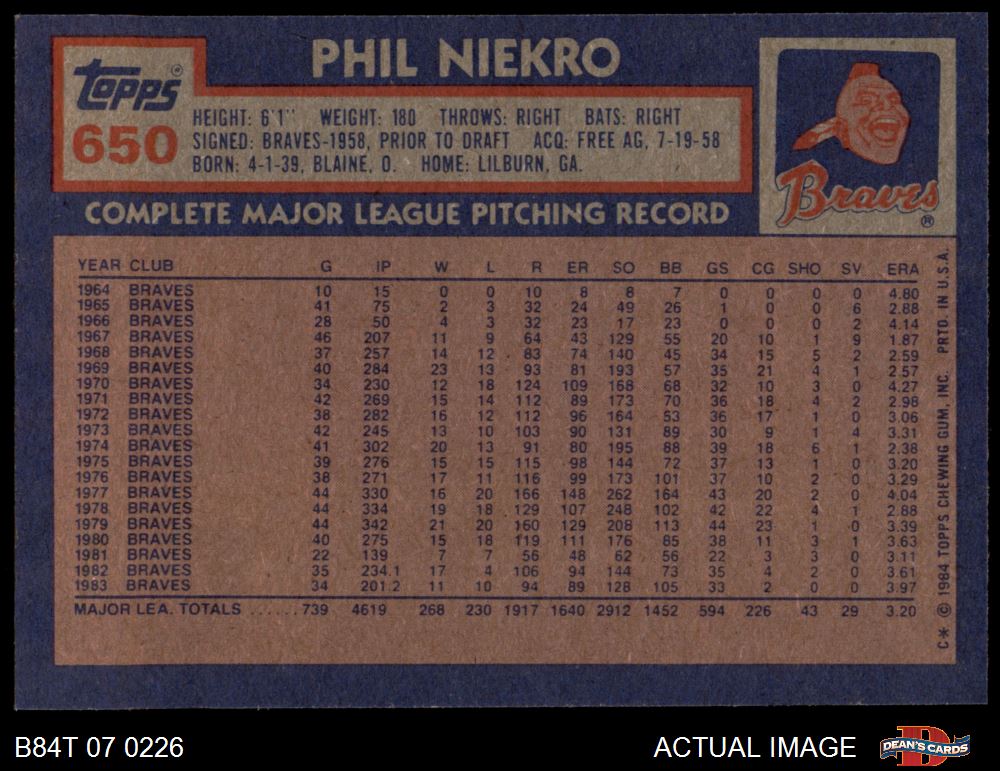 PHIL NIEKRO
Topps®
650
HEIGHT: 6'1" WEIGHT: 180 THROWS: RIGHT BATS: RIGHT
SIGNED: BRAVES-1958, PRIOR TO DRAFT ACQ: FREE AG, 7-19-58
BORN: 4-1-39, BLAINE, O. HOME: LILBURN, GA.
Braves®
COMPLETE MAJOR LEAGUE PITCHING RECORD
YEAR CLUB G IP W L R ER SO BB GS CG SHO SV ERA
1964 BRAVES 10 15 0 0 10 8 8 7 0 0 0 0 4.80
1965 BRAVES 41 75 2 3 32 24 49 26 1 0 0 6 2.88
1966 BRAVES 28 50 4 3 32 23 17 23 0 0 0 2 4.14
1967 BRAVES 46 207 11 9 64 43 129 55 20 10 1 9 1.87
1968 BRAVES 37 257 14 12 83 74 140 45 34 15 5 2 2.59
1969 BRAVES 40 284 23 13 93 81 193 57 35 21 4 1 2.57
1970 BRAVES 34 230 12 18 124 109 168 68 32 10 3 0 4.27
1971 BRAVES 42 269 15 14 112 89 173 70 36 18 4 2 2.98
1972 BRAVES 38 282 16 12 112 96 164 53 36 17 1 0 3.06
1973 BRAVES 42 245 13 10 103 90 131 89 30 9 1 4 3.31
1974 BRAVES 41 302 20 13 91 80 195 88 39 18 6 1 2.38
1975 BRAVES 39 276 15 15 115 98 144 72 37 13 1 0 3.20
1976 BRAVES 38 271 17 11 116 99 173 101 37 10 2 0 3.29
1977 BRAVES 44 330 16 20 166 148 262 164 43 20 2 0 4.04
1978 BRAVES 44 334 19 18 129 107 248 102 42 22 4 1 2.88
1979 BRAVES 44 342 21 20 160 129 208 113 44 23 1 0 3.39
1980 BRAVES 40 275 15 18 119 111 176 85 38 11 3 1 3.63
1981 BRAVES 22 139 7 7 56 48 62 56 22 3 3 0 3.11
1982 BRAVES 35 234.1 17 4 106 94 144 73 35 4 2 0 3.61
1983 BRAVES 34 201.2 11 10 94 89 128 105 33 2 0 0 3.97
MAJOR LEA. TOTALS ......739 4619 268 230 1917 1640 2912 1452 594 226 43 29 3.20
C* © 1984 TOPPS CHEWING GUM, INC. PRTD. IN U.S.A.
B84T 07 0226
ACTUAL IMAGE
DEAN'S CARDS